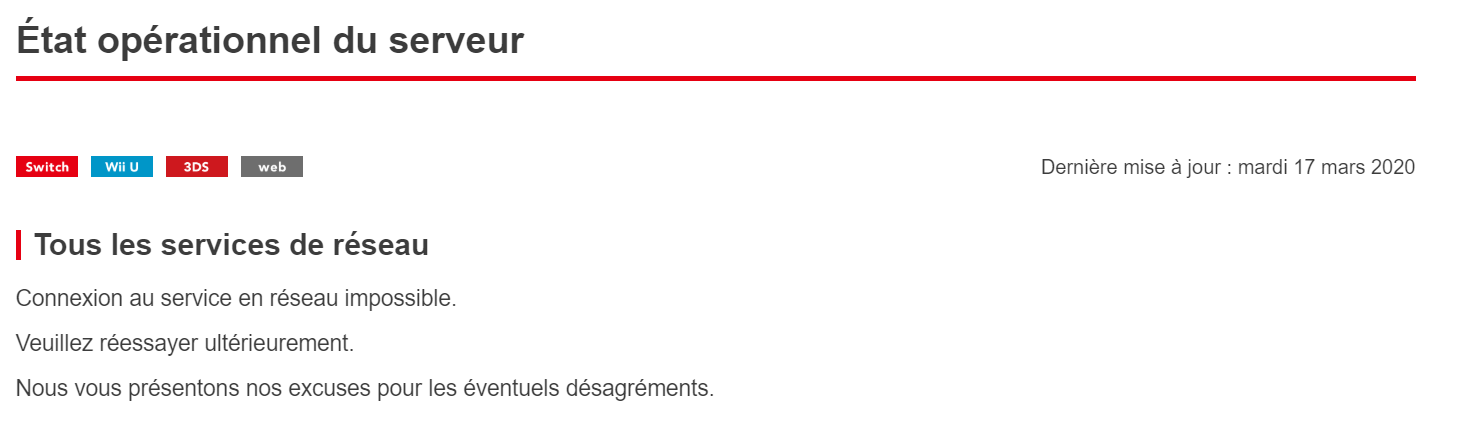 État opérationnel du serveur
Switch Wii U 3DS web
Dernière mise à jour : mardi 17 mars 2020
Tous les services de réseau
Connexion au service en réseau impossible.
Veuillez réessayer ultérieurement.
Nous vous présentons nos excuses pour les éventuels désagréments.